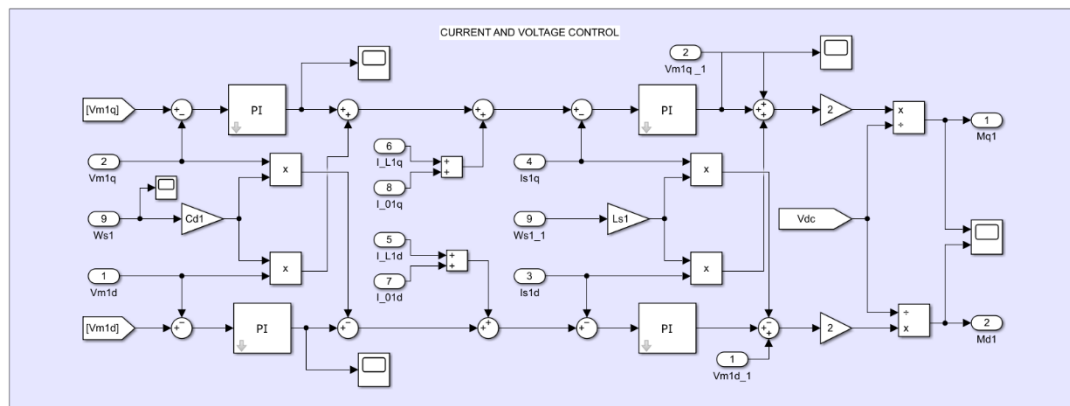 CURRENT AND VOLTAGE CONTROL
[Vm1q]
+
−
PI
+
+
+
+
+
−
PI
2
Vm1q _1
+
+
+
2
x
÷
1
Mq1
2
Vm1q
x
6
I_L1q
8
I_01q
+
+
4
Is1q
x
9
Ws1
Cd1
9
Ws1_1
Ls1
Vdc
1
Vm1d
x
5
I_L1d
7
I_01d
+
+
3
Is1d
x
[Vm1d]
+
−
PI
+
−
+
+
+
−
PI
−
+
+
1
Vm1d_1
2
÷
x
2
Md1